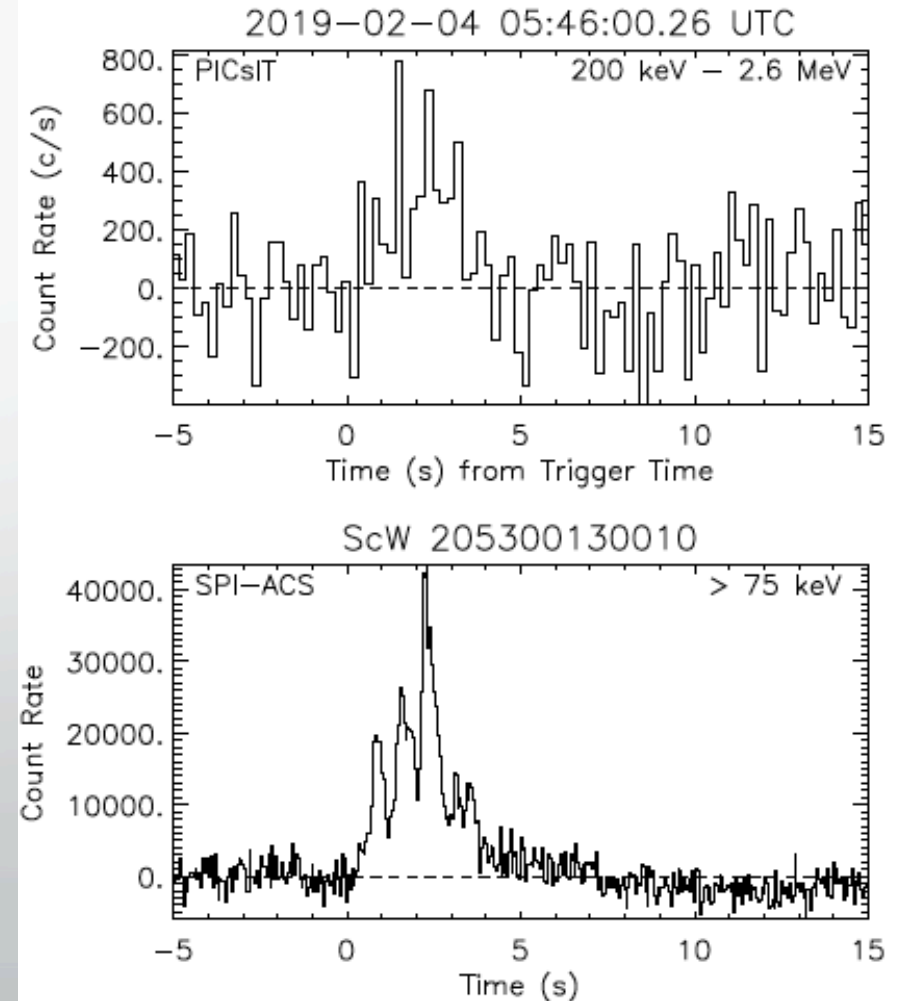 2019-02-04 05:46:00.26 UTC
PICsIT 200 keV - 2.6 MeV
Count Rate (c/s)
800.
600.
400.
200.
0.
-200.
-5 0 5 10 15
Time (s) from Trigger Time
ScW 205300130010
SPI-ACS > 75 keV
Count Rate
40000.
30000.
20000.
10000.
0.
-5 0 5 10 15
Time (s)